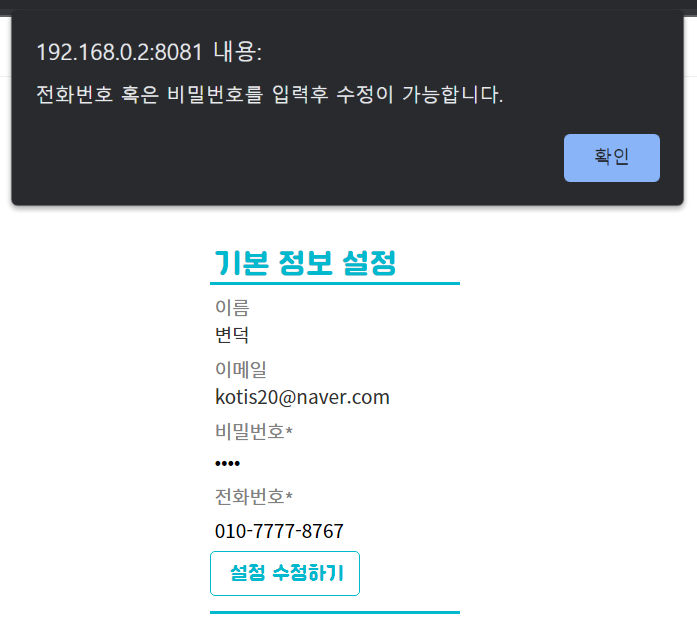 192.168.0.2:8081 내용:
전화번호 혹은 비밀번호를 입력후 수정이 가능합니다.
확인
기본 정보 설정
이름
변덕
이메일
kotis20@naver.com
비밀번호*
••••
전화번호*
010-7777-8767
설정 수정하기